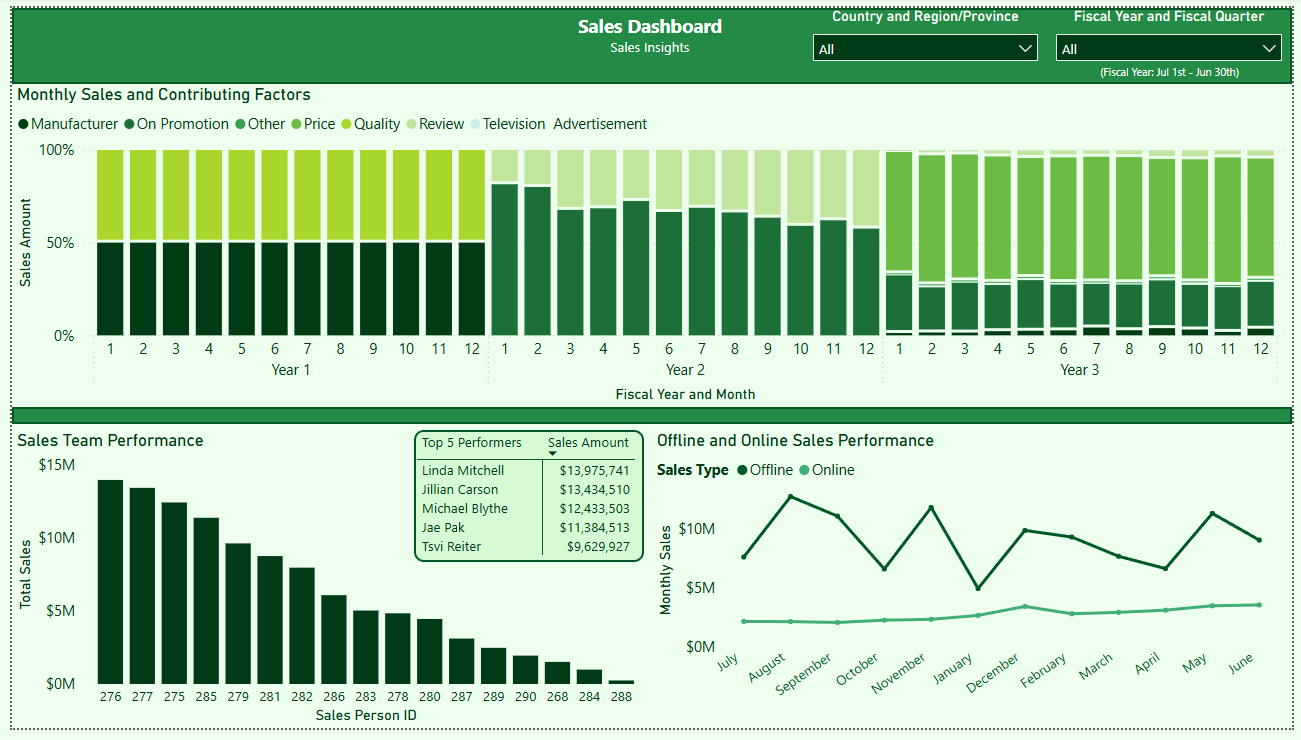 Sales Dashboard
Sales Insights
Country and Region/Province
All
Fiscal Year and Fiscal Quarter
All
(Fiscal Year: Jul 1st - Jun 30th)
Monthly Sales and Contributing Factors
Manufacturer On Promotion Other Price Quality Review Television Advertisement
Sales Amount
100%
50%
0%
1 2 3 4 5 6 7 8 9 10 11 12 1 2 3 4 5 6 7 8 9 10 11 12 1 2 3 4 5 6 7 8 9 10 11 12
Year 1 Year 2 Year 3
Fiscal Year and Month
Sales Team Performance
Total Sales
$15M
$10M
$5M
$0M
276 277 275 285 279 281 282 286 283 278 280 287 289 290 268 284 288
Sales Person ID
Top 5 Performers Sales Amount
Linda Mitchell $13,975,741
Jillian Carson $13,434,510
Michael Blythe $12,433,503
Jae Pak $11,384,513
Tsvi Reiter $9,629,927
Offline and Online Sales Performance
Sales Type Offline Online
Monthly Sales
$10M
$5M
$0M
July August September October November January December February March April May June